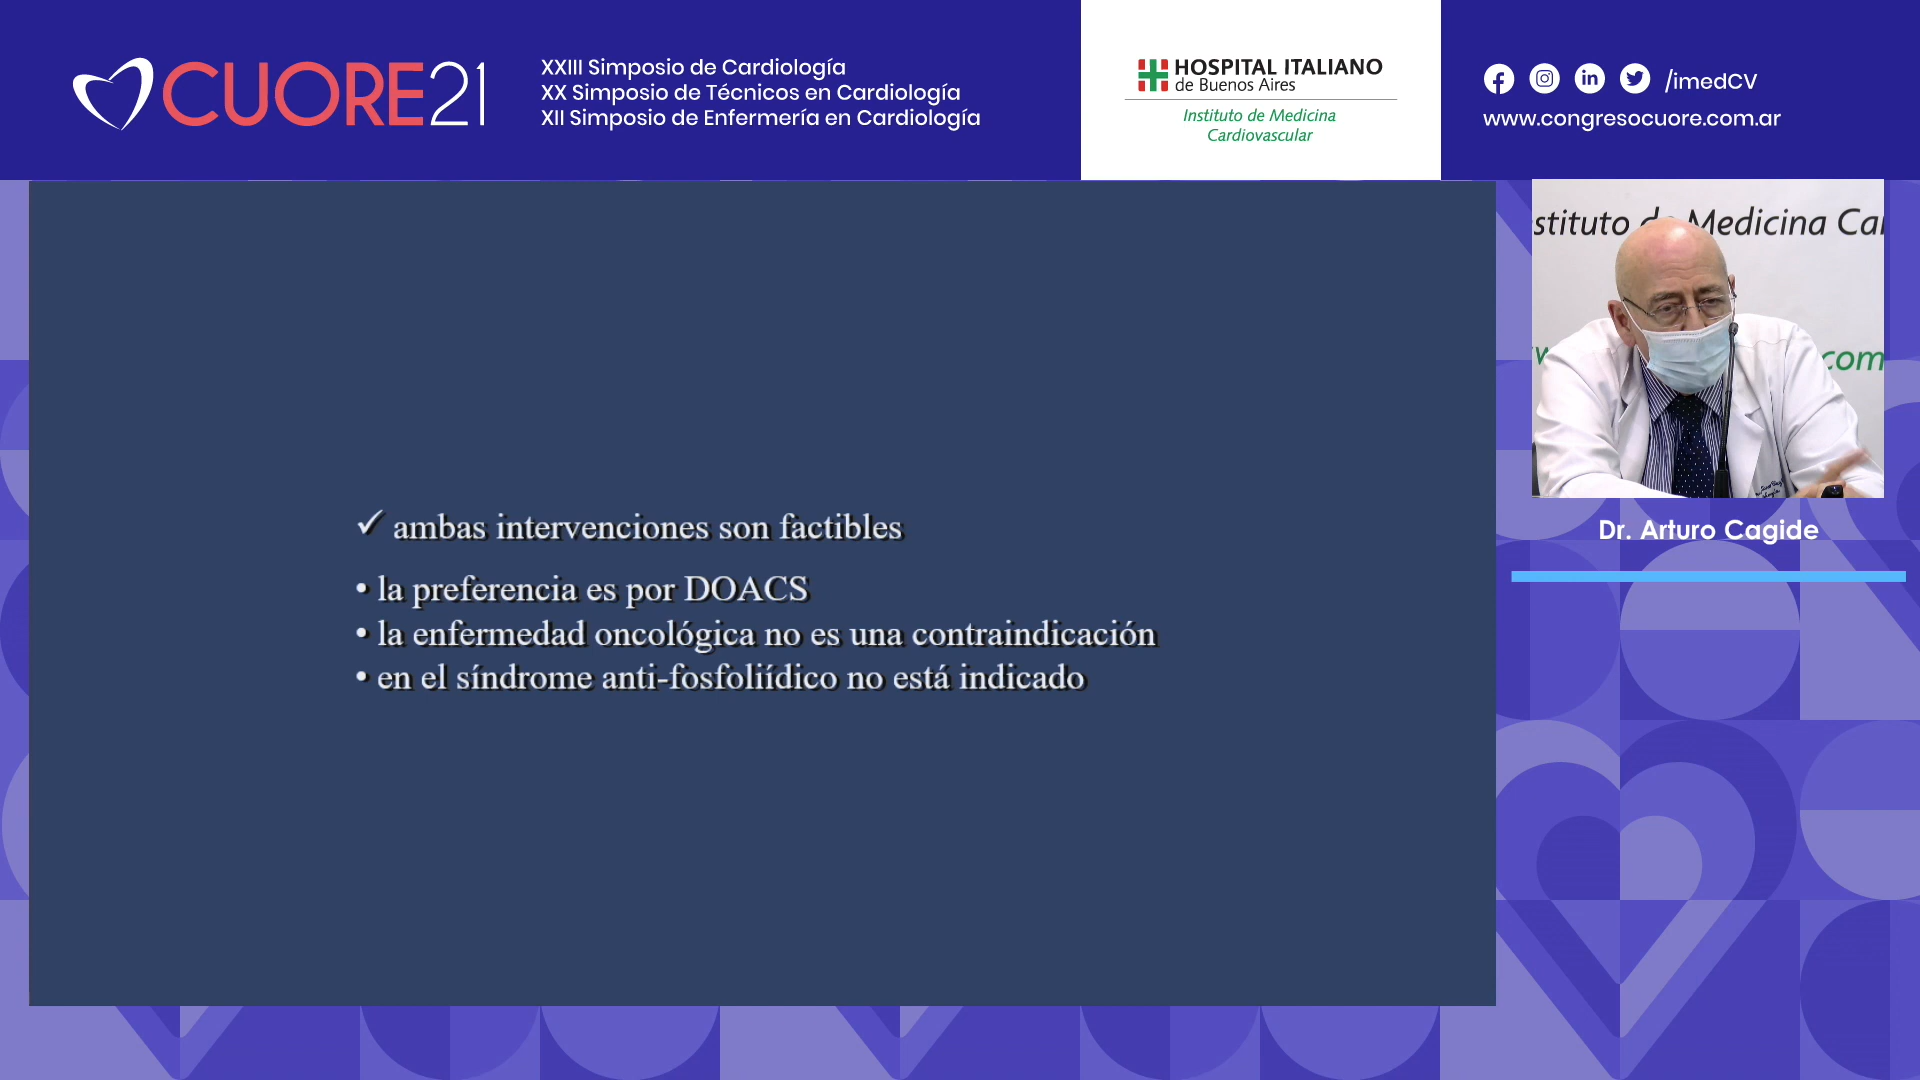 CUORE21
XXIII Simposio de Cardiología
XX Simposio de Técnicos en Cardiología
XII Simposio de Enfermería en Cardiología
HOSPITAL ITALIANO
de Buenos Aires
Instituto de Medicina
Cardiovascular
/imedCV
www.congresocuore.com.ar
stituto de Medicina Car
.com
Dr. Arturo Cagide
✓ ambas intervenciones son factibles
• la preferencia es por DOACS
• la enfermedad oncológica no es una contraindicación
• en el síndrome anti-fosfoliídico no está indicado